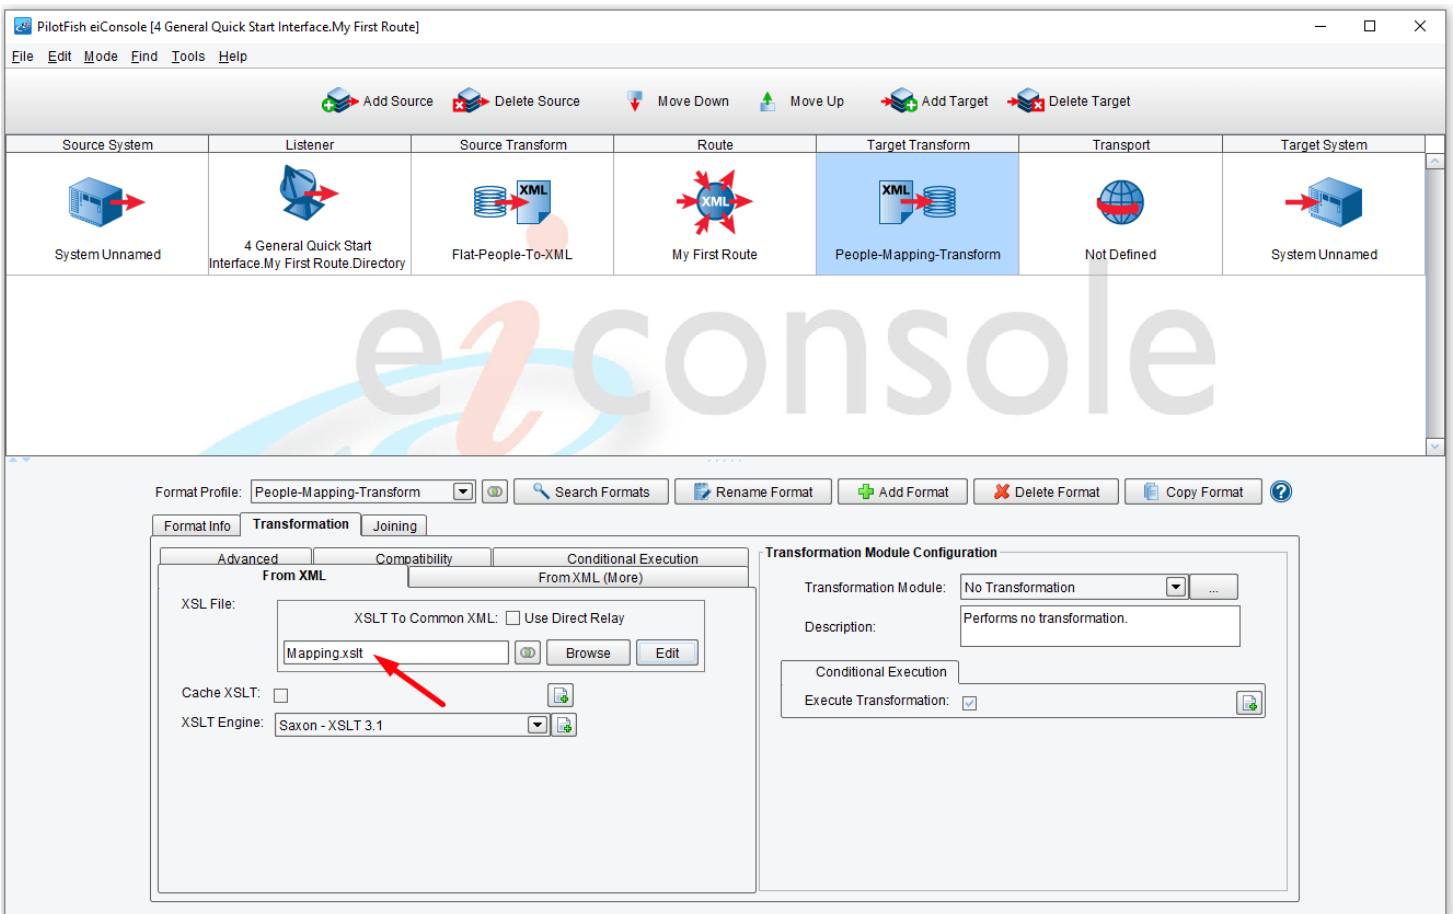 PilotFish eiConsole [4 General Quick Start Interface.My First Route]
File Edit Mode Find Tools Help
Add Source Delete Source Move Down Move Up Add Target Delete Target
Source System Listener Source Transform Route Target Transform Transport Target System
XML XML XML
System Unnamed 4 General Quick Start Interface.My First Route.Directory Flat-People-To-XML My First Route People-Mapping-Transform Not Defined System Unnamed
eiconsole
Format Profile: People-Mapping-Transform Search Formats Rename Format Add Format Delete Format Copy Format ?
Format Info Transformation Joining
Advanced Compatibility Conditional Execution
From XML From XML (More)
XSL File:
XSLT To Common XML: Use Direct Relay
Mapping.xslt Browse Edit
Cache XSLT:
XSLT Engine: Saxon - XSLT 3.1
Transformation Module Configuration
Transformation Module: No Transformation ...
Description: Performs no transformation.
Conditional Execution
Execute Transformation: